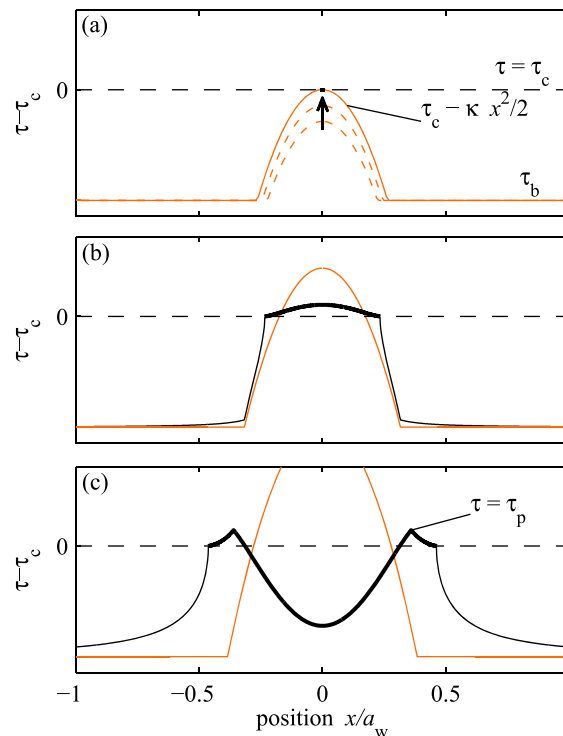 (a)
τ = τc
0
τc − κ x²/2
τ−τc
τb
(b)
0
τ−τc
(c)
τ = τp
0
τ−τc
−1 −0.5 0 0.5
position x/aw